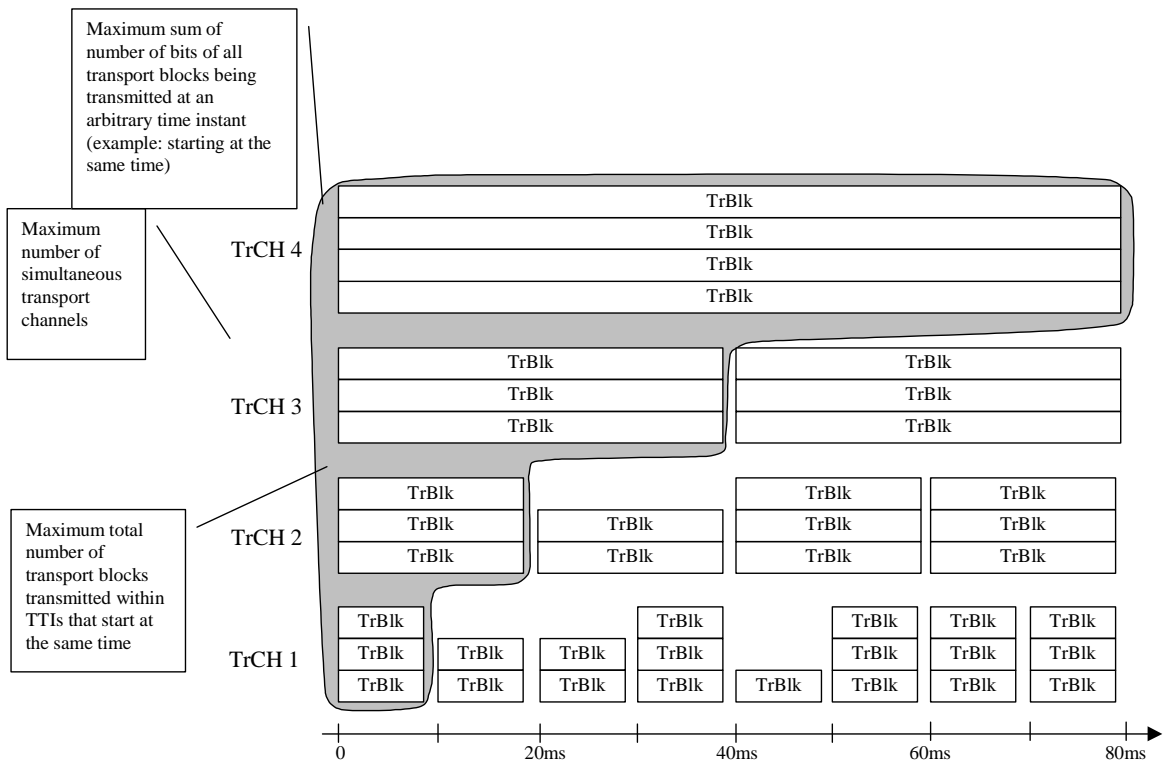 Maximum sum of
number of bits of all
transport blocks being
transmitted at an
arbitrary time instant
(example: starting at the
same time)
Maximum
number of
simultaneous
transport
channels
Maximum total
number of
transport blocks
transmitted within
TTIs that start at
the same time
TrCH 4
TrBlk
TrBlk
TrBlk
TrBlk
TrCH 3
TrBlk TrBlk
TrBlk TrBlk
TrBlk TrBlk
TrCH 2
TrBlk TrBlk TrBlk
TrBlk TrBlk TrBlk TrBlk
TrBlk TrBlk TrBlk TrBlk
TrCH 1
TrBlk TrBlk TrBlk TrBlk TrBlk
TrBlk TrBlk TrBlk TrBlk TrBlk TrBlk TrBlk
TrBlk TrBlk TrBlk TrBlk TrBlk TrBlk TrBlk TrBlk
0 20ms 40ms 60ms 80ms